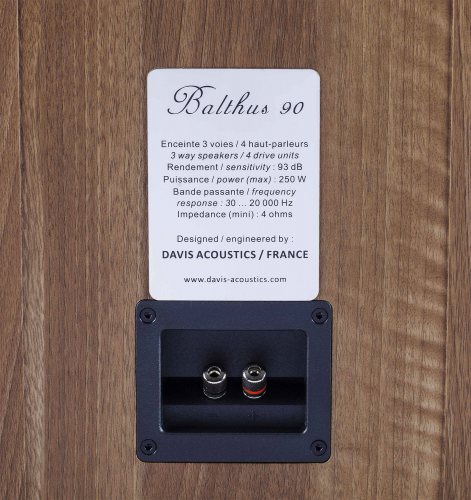 Balthus 90
Enceinte 3 voies / 4 haut-parleurs
3 way speakers / 4 drive units
Rendement / sensitivity : 93 dB
Puissance / power (max) : 250 W
Bande passante / frequency
response : 30 ... 20 000 Hz
Impedance (mini) : 4 ohms
Designed / engineered by :
DAVIS ACOUSTICS / FRANCE
www.davis-acoustics.com
- +